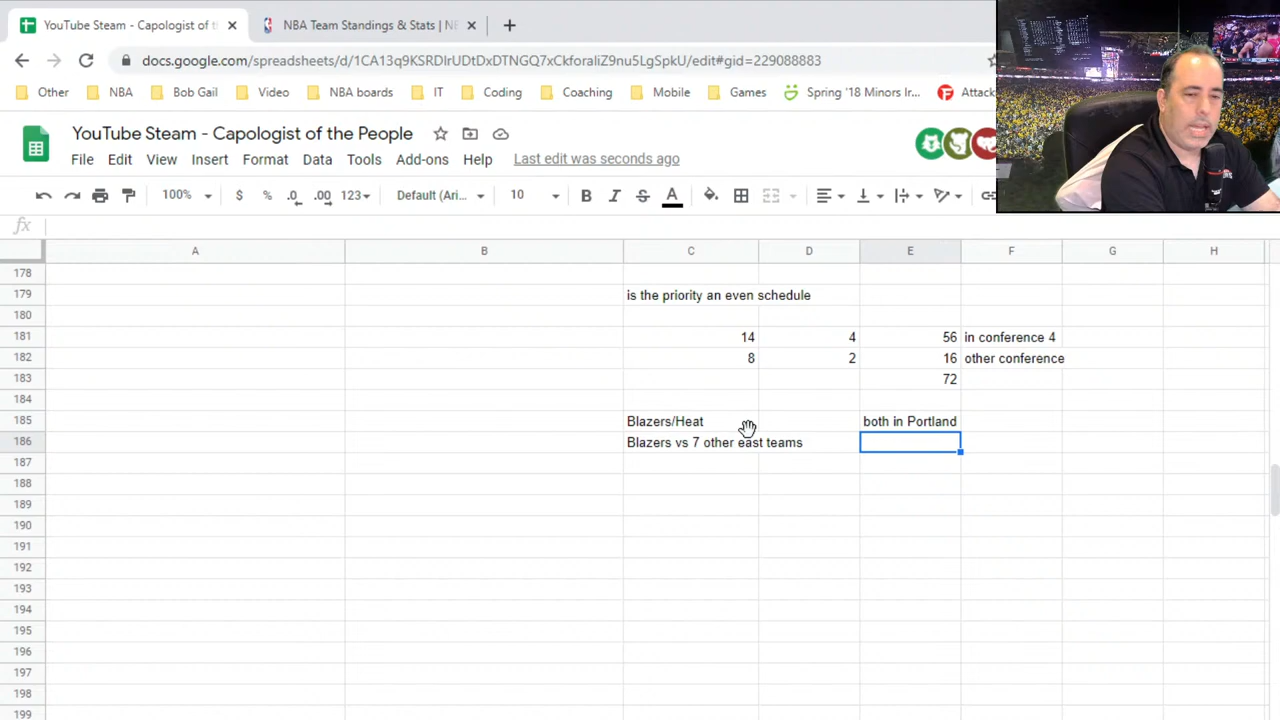 YouTube Steam - Capologist of t
NBA Team Standings & Stats | N
docs.google.com/spreadsheets/d/1CA13q9KSRDIrUDtDxDTNGQ7xCkforaliZ9nu5LgSpkU/edit#gid=229088883
Other NBA Bob Gail Video NBA boards IT Coding Coaching Mobile Games Spring '18 Minors Ir... Attack
YouTube Steam - Capologist of the People
File Edit View Insert Format Data Tools Add-ons Help Last edit was seconds ago
100% $ % .0 .00 123 Default (Ari... 10 B I S A
fx
A B C D E F G H
178
179 is the priority an even schedule
180
181 14 4 56 in conference 4
182 8 2 16 other conference
183 72
184
185 Blazers/Heat both in Portland
186 Blazers vs 7 other east teams
187
188
189
190
191
192
193
194
195
196
197
198
199